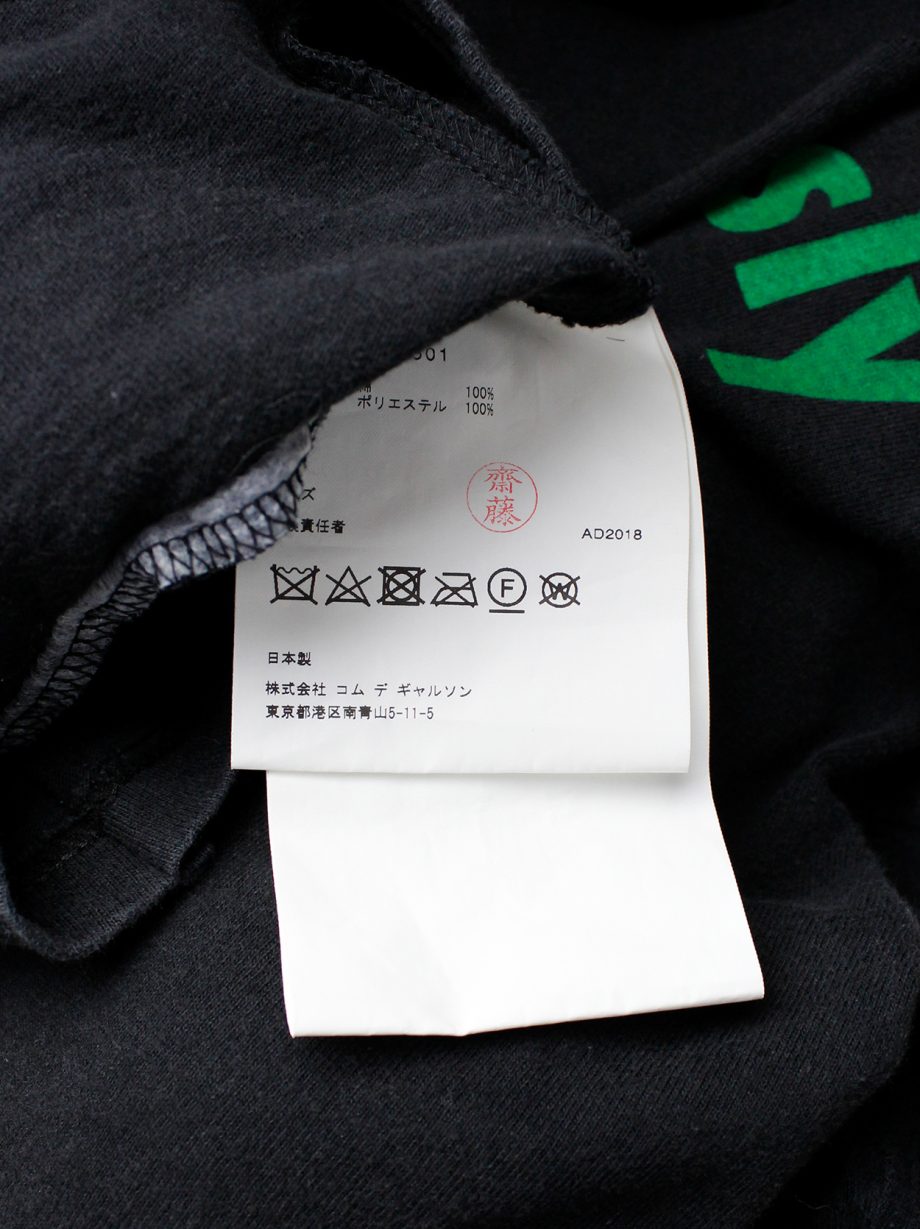 sly
001
綿 100%
ポリエステル 100%
ズ
齋藤
責任者
AD2018
F
W
日本製
株式会社 コム デ ギャルソン
東京都港区南青山5-11-5